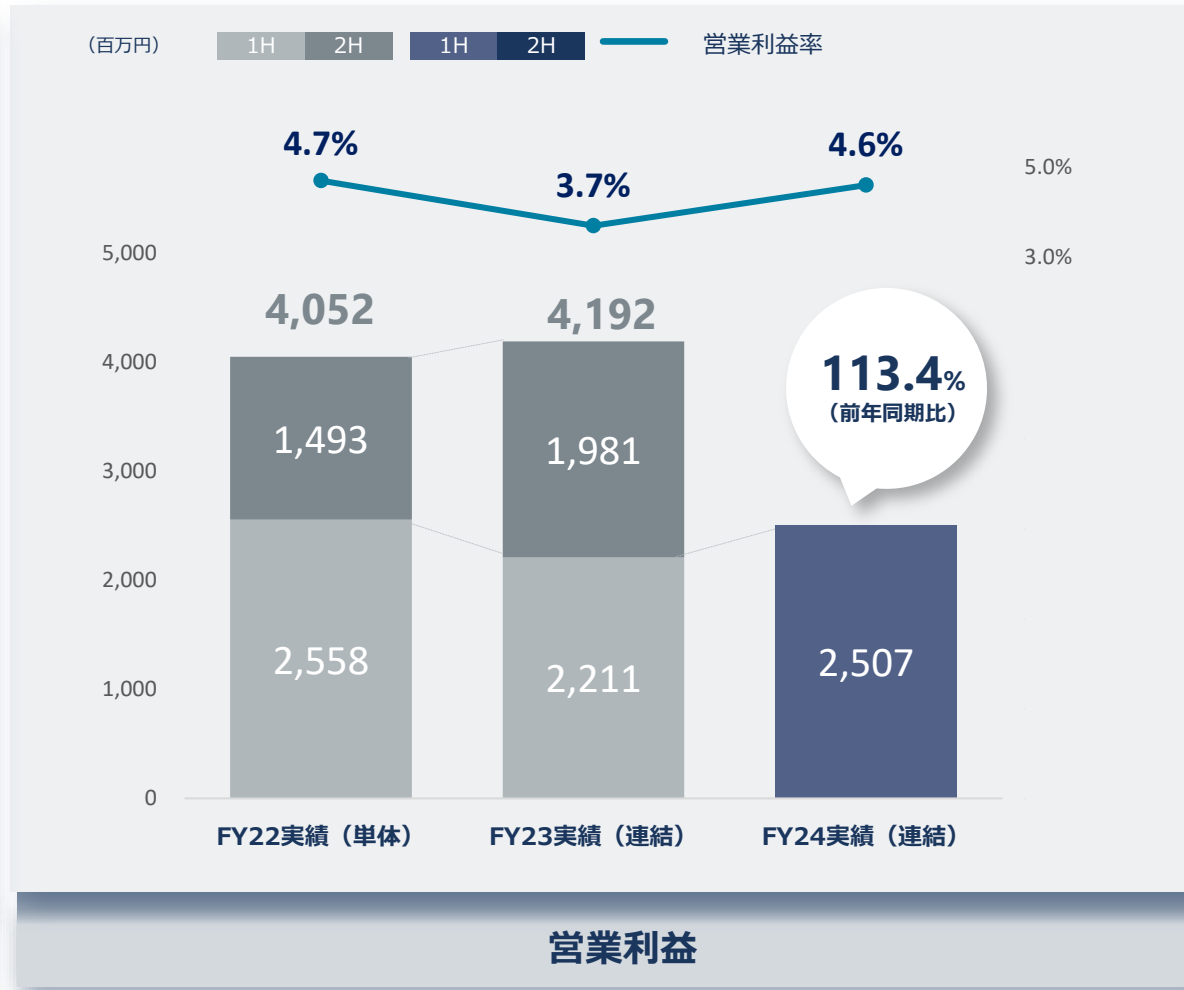 （百万円）
1H 2H 1H 2H 営業利益率
4.7%
3.7%
4.6%
5.0%
3.0%
5,000
4,000
3,000
2,000
1,000
0
4,052
4,192
113.4%
（前年同期比）
1,493
1,981
2,558
2,211
2,507
FY22実績（単体）
FY23実績（連結）
FY24実績（連結）
営業利益